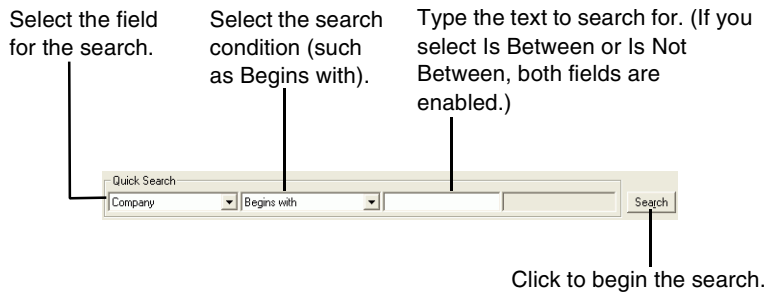 Select the field
for the search.
Select the search
condition (such
as Begins with).
Type the text to search for. (If you
select Is Between or Is Not
Between, both fields are
enabled.)
Quick Search
Company
Begins with
Search
Click to begin the search.